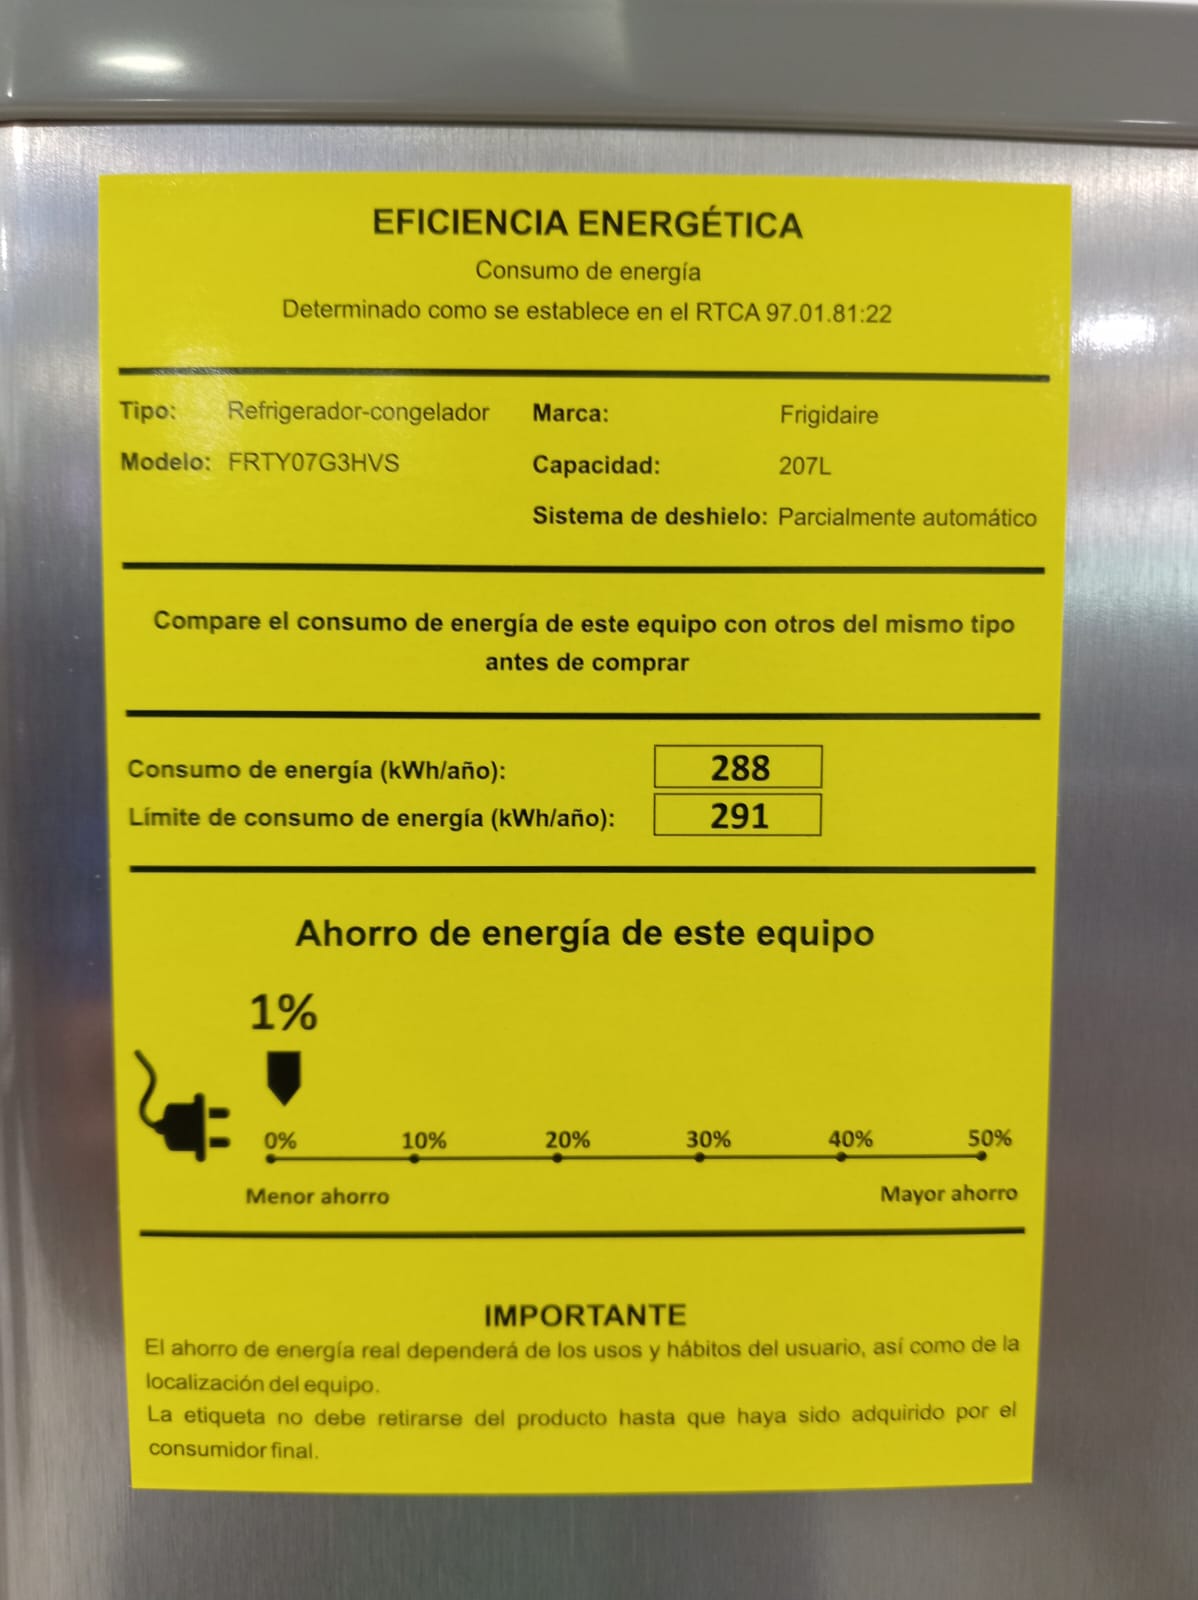 EFICIENCIA ENERGÉTICA
Consumo de energía
Determinado como se establece en el RTCA 97.01.81:22
Tipo: Refrigerador-congelador Marca: Frigidaire
Modelo: FRTY07G3HVS Capacidad: 207L
Sistema de deshielo: Parcialmente automático
Compare el consumo de energía de este equipo con otros del mismo tipo
antes de comprar
Consumo de energía (kWh/año): 288
Límite de consumo de energía (kWh/año): 291
Ahorro de energía de este equipo
1%
0% 10% 20% 30% 40% 50%
Menor ahorro Mayor ahorro
IMPORTANTE
El ahorro de energía real dependerá de los usos y hábitos del usuario, así como de la
localización del equipo.
La etiqueta no debe retirarse del producto hasta que haya sido adquirido por el
consumidor final.